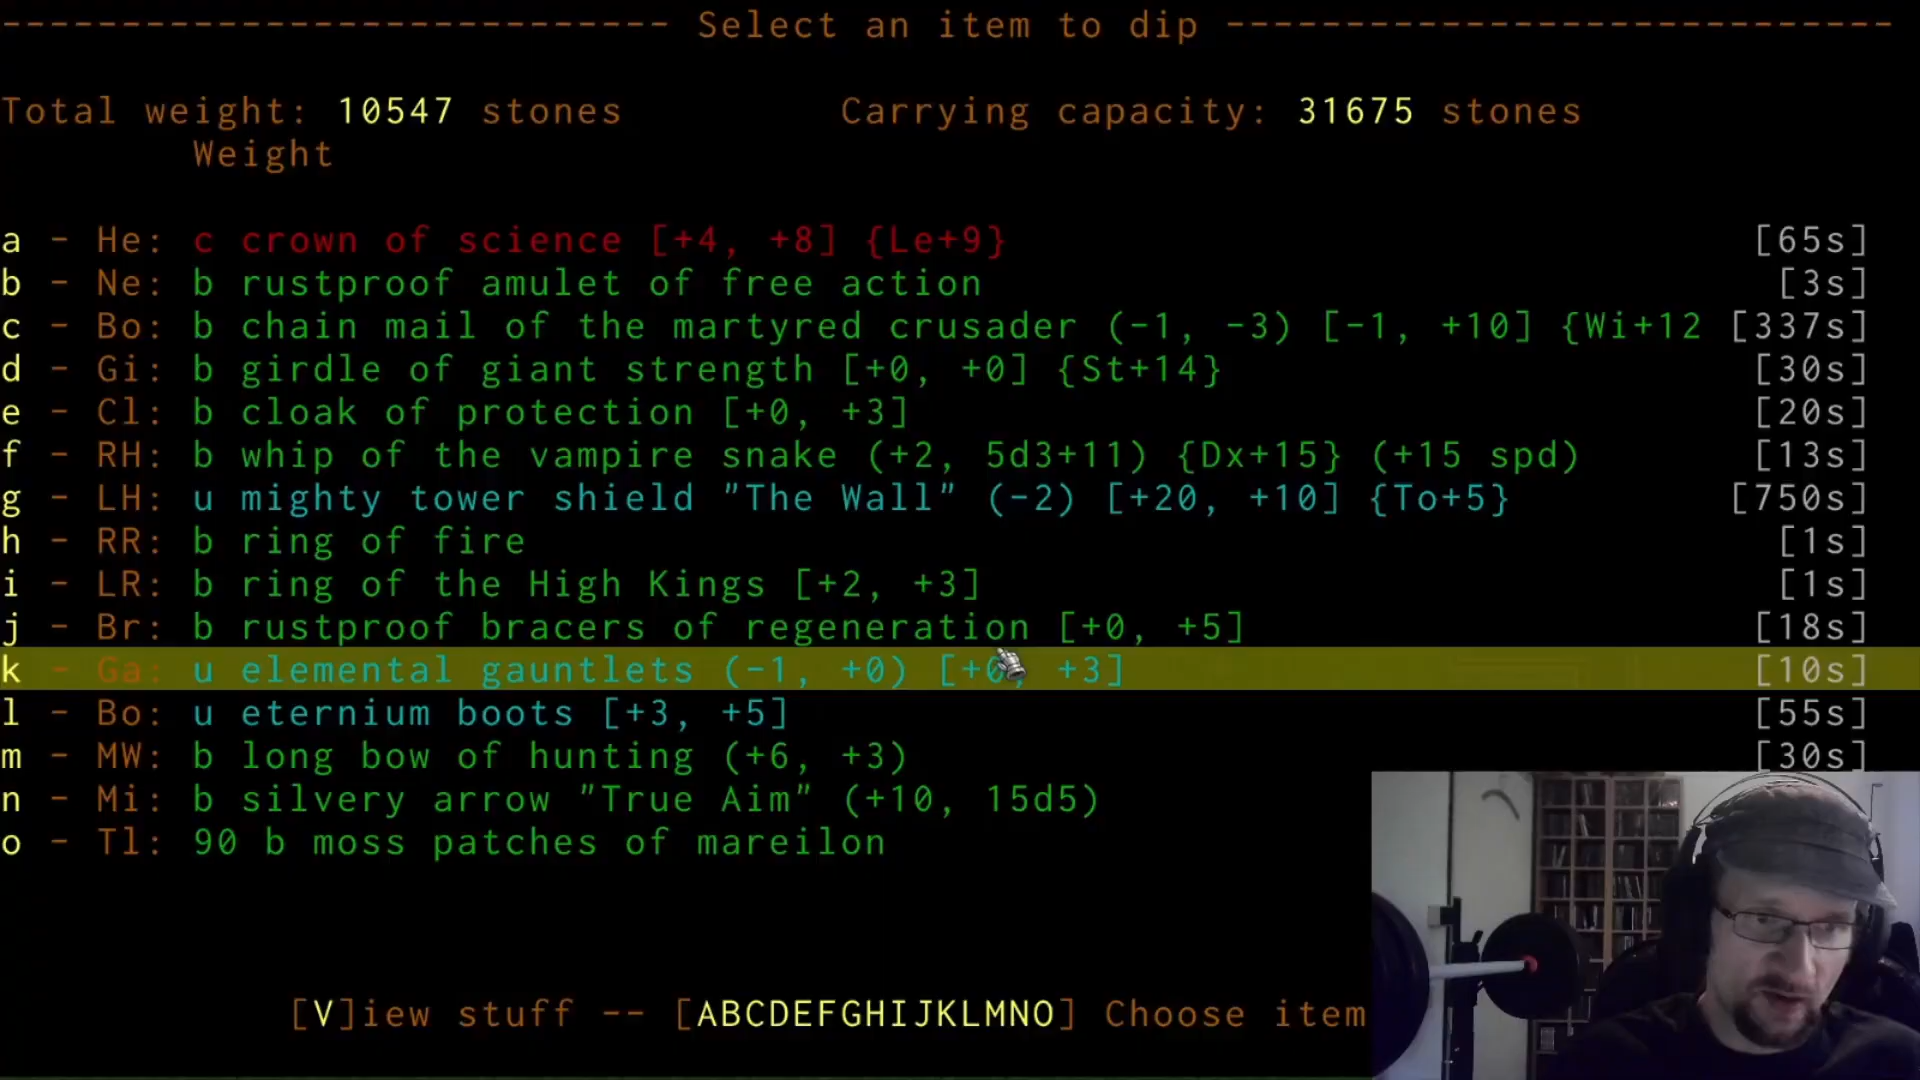 Select an item to dip
Total weight: 10547 stones Carrying capacity: 31675 stones
Weight
a - He: c crown of science [+4, +8] {Le+9} [65s]
b - Ne: b rustproof amulet of free action [3s]
c - Bo: b chain mail of the martyred crusader (-1, -3) [-1, +10] {Wi+12 [337s]
d - Gi: b girdle of giant strength [+0, +0] {St+14} [30s]
e - Cl: b cloak of protection [+0, +3] [20s]
f - RH: b whip of the vampire snake (+2, 5d3+11) {Dx+15} (+15 spd) [13s]
g - LH: u mighty tower shield "The Wall" (-2) [+20, +10] {To+5} [750s]
h - RR: b ring of fire [1s]
i - LR: b ring of the High Kings [+2, +3] [1s]
j - Br: b rustproof bracers of regeneration [+0, +5] [18s]
k - Ga: u elemental gauntlets (-1, +0) [+0, +3] [10s]
l - Bo: u eternium boots [+3, +5] [55s]
m - MW: b long bow of hunting (+6, +3) [30s]
n - Mi: b silvery arrow "True Aim" (+10, 15d5)
o - Tl: 90 b moss patches of mareilon
[V]iew stuff -- [ABCDEFGHIJKLMNO] Choose item